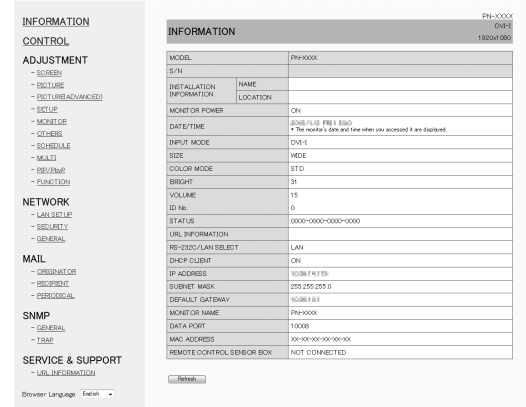 INFORMATION
CONTROL
ADJUSTMENT
- SCREEN
- PICTURE
- PICTURE(ADVANCED)
- SETUP
- MONITOR
- OTHERS
- SCHEDULE
- MULTI
- PIP/PbyP
- FUNCTION
NETWORK
- LAN SETUP
- SECURITY
- GENERAL
MAIL
- ORIGINATOR
- RECIPIENT
- PERIODICAL
SNMP
- GENERAL
- TRAP
SERVICE & SUPPORT
- URL INFORMATION
Browser Language English
PN-XXXX
INFORMATION DVI-I
1920x1080
MODEL PN-XXXX
S/N
INSTALLATION INFORMATION NAME
LOCATION
MONITOR POWER ON
DATE/TIME
* The monitor's date and time when you accessed it are displayed.
INPUT MODE DVI-I
SIZE WIDE
COLOR MODE STD
BRIGHT 31
VOLUME 15
ID No. 0
STATUS 0000-0000-0000-0000
URL INFORMATION
RS-232C/LAN SELECT LAN
DHCP CLIENT ON
IP ADDRESS
SUBNET MASK 255.255.255.0
DEFAULT GATEWAY
MONITOR NAME PN-XXXX
DATA PORT 10008
MAC ADDRESS XX-XX-XX-XX-XX-XX
REMOTE CONTROL SENSOR BOX NOT CONNECTED
Refresh